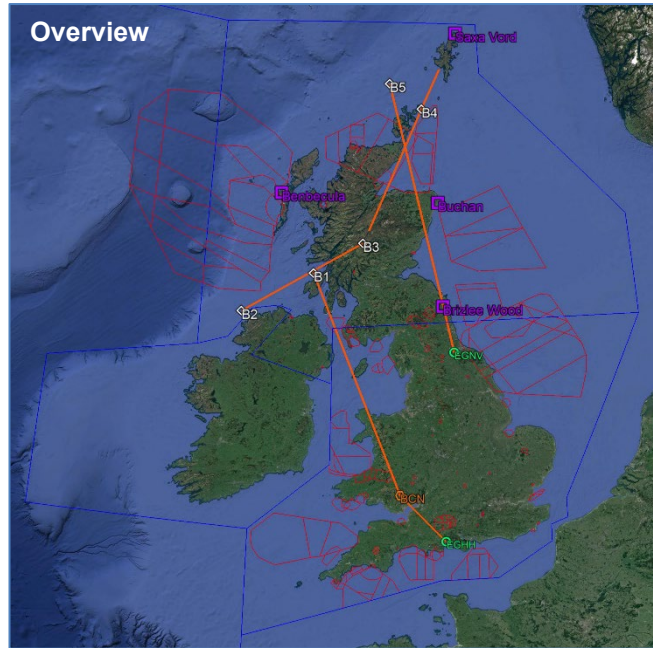 Overview
Saxa Vord
B5
B4
Benbecula
Buchan
B3
B1
B2
Brizlee Wood
EGNV
BCN
EGHH